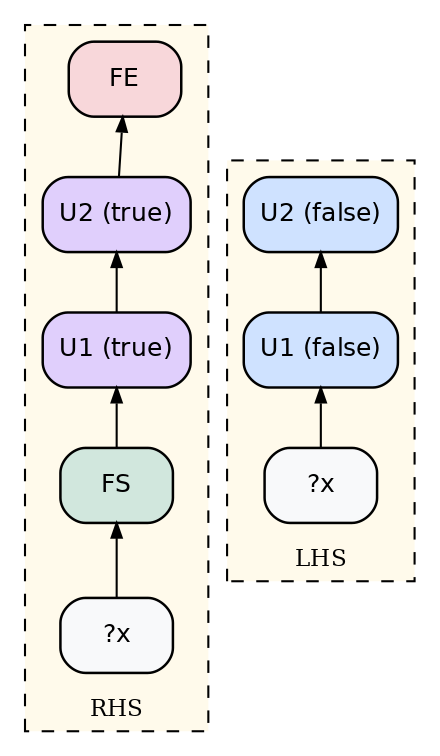 FE
U2 (true)
U1 (true)
FS
?x
RHS
U2 (false)
U1 (false)
?x
LHS